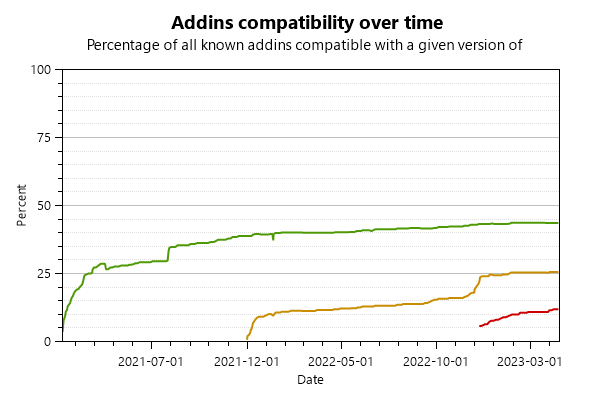 Addins compatibility over time
Percentage of all known addins compatible with a given version of
100
75
50
25
0
Percent
2021-07-01 2021-12-01 2022-05-01 2022-10-01 2023-03-01
Date